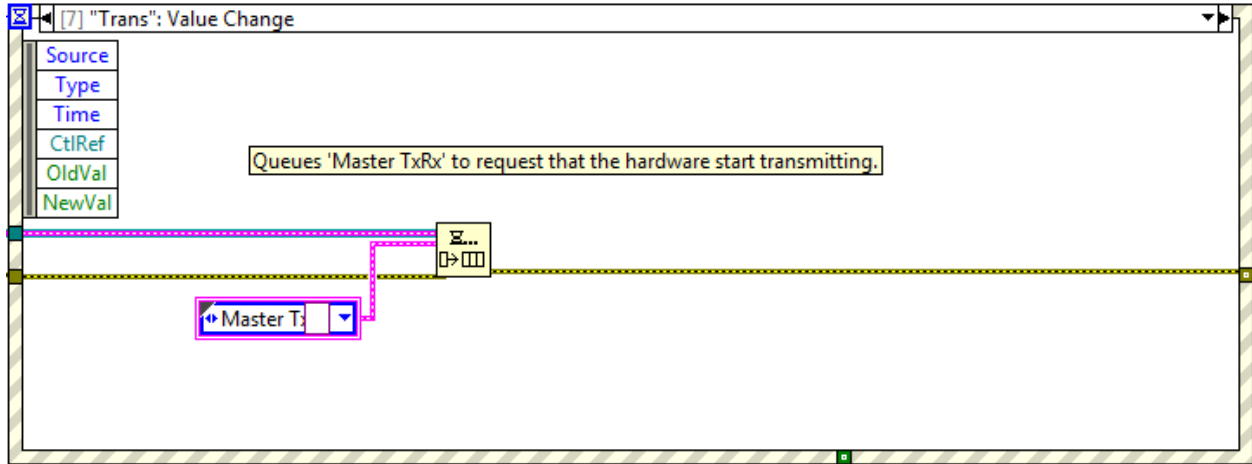 [7] "Trans": Value Change
Source
Type
Time
CtlRef
OldVal
NewVal
Queues 'Master TxRx' to request that the hardware start transmitting.
Master T